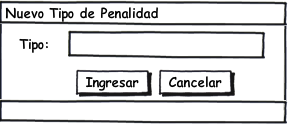 Nuevo Tipo de Penalidad
Tipo:
Ingresar Cancelar